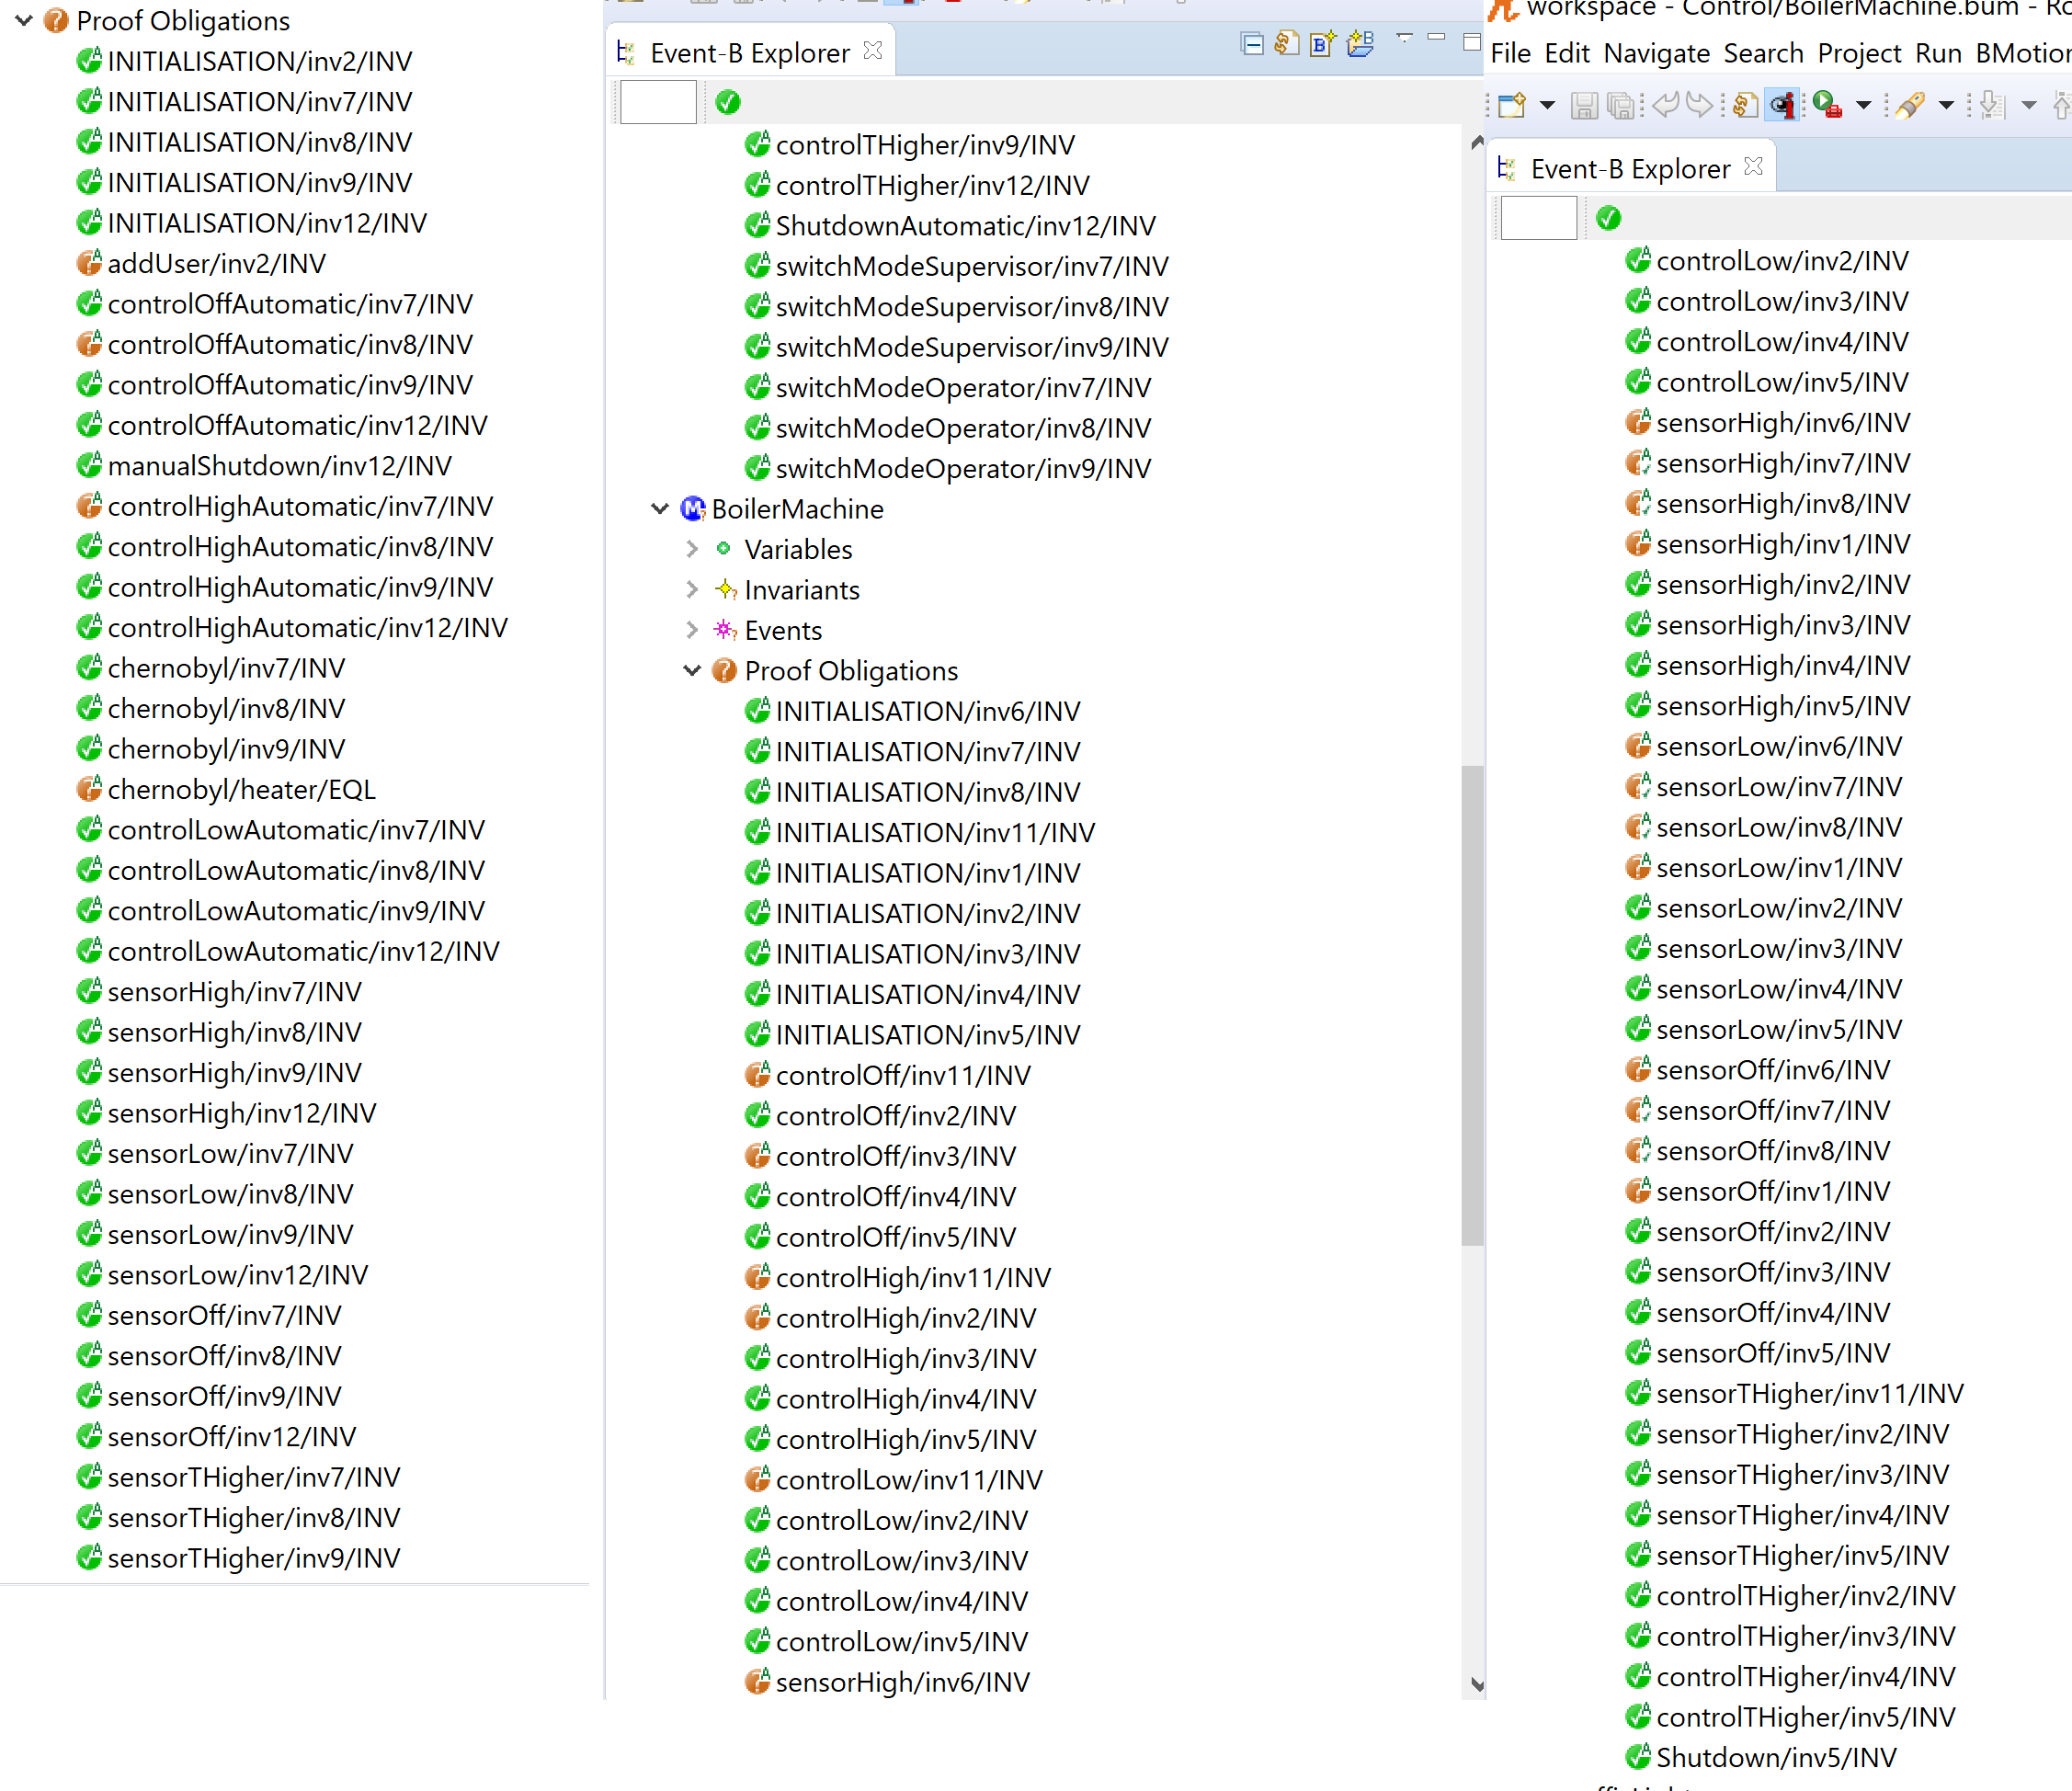 Proof Obligations
INITIALISATION/inv2/INV
INITIALISATION/inv7/INV
INITIALISATION/inv8/INV
INITIALISATION/inv9/INV
INITIALISATION/inv12/INV
addUser/inv2/INV
controlOffAutomatic/inv7/INV
controlOffAutomatic/inv8/INV
controlOffAutomatic/inv9/INV
controlOffAutomatic/inv12/INV
manualShutdown/inv12/INV
controlHighAutomatic/inv7/INV
controlHighAutomatic/inv8/INV
controlHighAutomatic/inv9/INV
controlHighAutomatic/inv12/INV
chernobyl/inv7/INV
chernobyl/inv8/INV
chernobyl/inv9/INV
chernobyl/heater/EQL
controlLowAutomatic/inv7/INV
controlLowAutomatic/inv8/INV
controlLowAutomatic/inv9/INV
controlLowAutomatic/inv12/INV
sensorHigh/inv7/INV
sensorHigh/inv8/INV
sensorHigh/inv9/INV
sensorHigh/inv12/INV
sensorLow/inv7/INV
sensorLow/inv8/INV
sensorLow/inv9/INV
sensorLow/inv12/INV
sensorOff/inv7/INV
sensorOff/inv8/INV
sensorOff/inv9/INV
sensorOff/inv12/INV
sensorTHigher/inv7/INV
sensorTHigher/inv8/INV
sensorTHigher/inv9/INV
Event-B Explorer
controlTHigher/inv9/INV
controlTHigher/inv12/INV
ShutdownAutomatic/inv12/INV
switchModeSupervisor/inv7/INV
switchModeSupervisor/inv8/INV
switchModeSupervisor/inv9/INV
switchModeOperator/inv7/INV
switchModeOperator/inv8/INV
switchModeOperator/inv9/INV
BoilerMachine
Variables
Invariants
Events
Proof Obligations
INITIALISATION/inv6/INV
INITIALISATION/inv7/INV
INITIALISATION/inv8/INV
INITIALISATION/inv11/INV
INITIALISATION/inv1/INV
INITIALISATION/inv2/INV
INITIALISATION/inv3/INV
INITIALISATION/inv4/INV
INITIALISATION/inv5/INV
controlOff/inv11/INV
controlOff/inv2/INV
controlOff/inv3/INV
controlOff/inv4/INV
controlOff/inv5/INV
controlHigh/inv11/INV
controlHigh/inv2/INV
controlHigh/inv3/INV
controlHigh/inv4/INV
controlHigh/inv5/INV
controlLow/inv11/INV
controlLow/inv2/INV
controlLow/inv3/INV
controlLow/inv4/INV
controlLow/inv5/INV
sensorHigh/inv6/INV
workspace - Control/BoilerMachine.bum - Ro
File Edit Navigate Search Project Run BMotion
Event-B Explorer
controlLow/inv2/INV
controlLow/inv3/INV
controlLow/inv4/INV
controlLow/inv5/INV
sensorHigh/inv6/INV
sensorHigh/inv7/INV
sensorHigh/inv8/INV
sensorHigh/inv1/INV
sensorHigh/inv2/INV
sensorHigh/inv3/INV
sensorHigh/inv4/INV
sensorHigh/inv5/INV
sensorLow/inv6/INV
sensorLow/inv7/INV
sensorLow/inv8/INV
sensorLow/inv1/INV
sensorLow/inv2/INV
sensorLow/inv3/INV
sensorLow/inv4/INV
sensorLow/inv5/INV
sensorOff/inv6/INV
sensorOff/inv7/INV
sensorOff/inv8/INV
sensorOff/inv1/INV
sensorOff/inv2/INV
sensorOff/inv3/INV
sensorOff/inv4/INV
sensorOff/inv5/INV
sensorTHigher/inv11/INV
sensorTHigher/inv2/INV
sensorTHigher/inv3/INV
sensorTHigher/inv4/INV
sensorTHigher/inv5/INV
controlTHigher/inv2/INV
controlTHigher/inv3/INV
controlTHigher/inv4/INV
controlTHigher/inv5/INV
Shutdown/inv5/INV